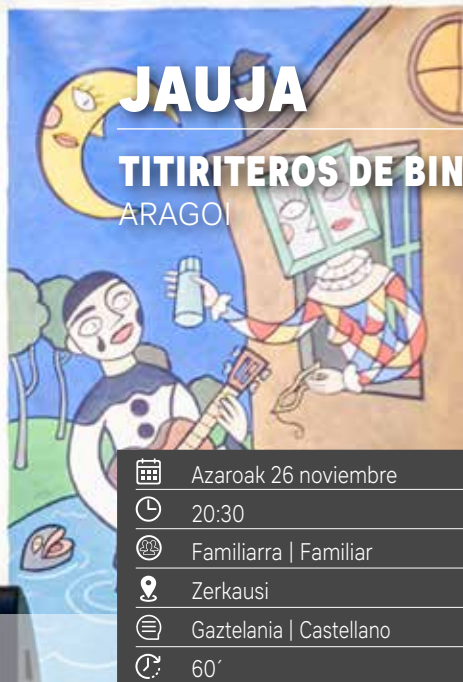 JAUJA
TITIRITEROS DE BIN
ARAGOI
Azaroak 26 noviembre
20:30
Familiarra | Familiar
Zerkausi
Gaztelania | Castellano
60´